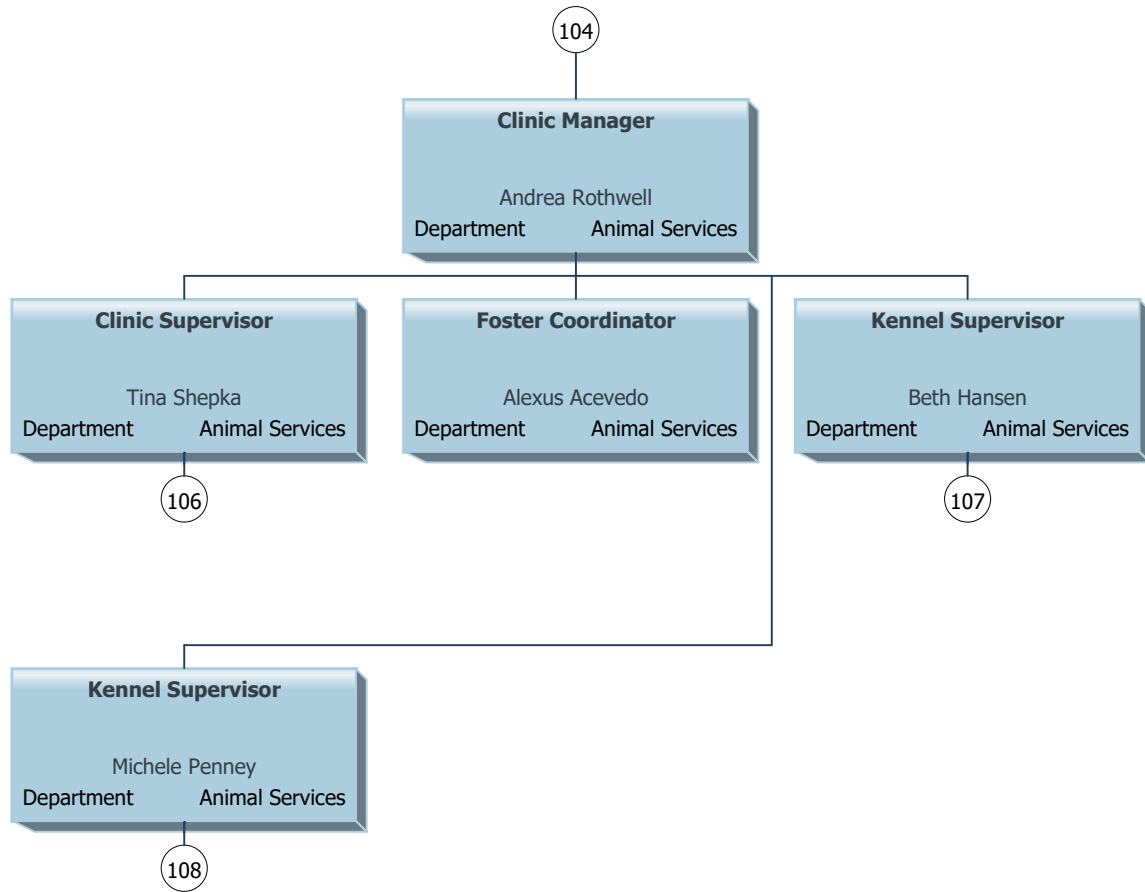 104
Clinic Manager
Andrea Rothwell
Department Animal Services
Clinic Supervisor
Tina Shepka
Department Animal Services
106
Foster Coordinator
Alexus Acevedo
Department Animal Services
Kennel Supervisor
Beth Hansen
Department Animal Services
107
Kennel Supervisor
Michele Penney
Department Animal Services
108